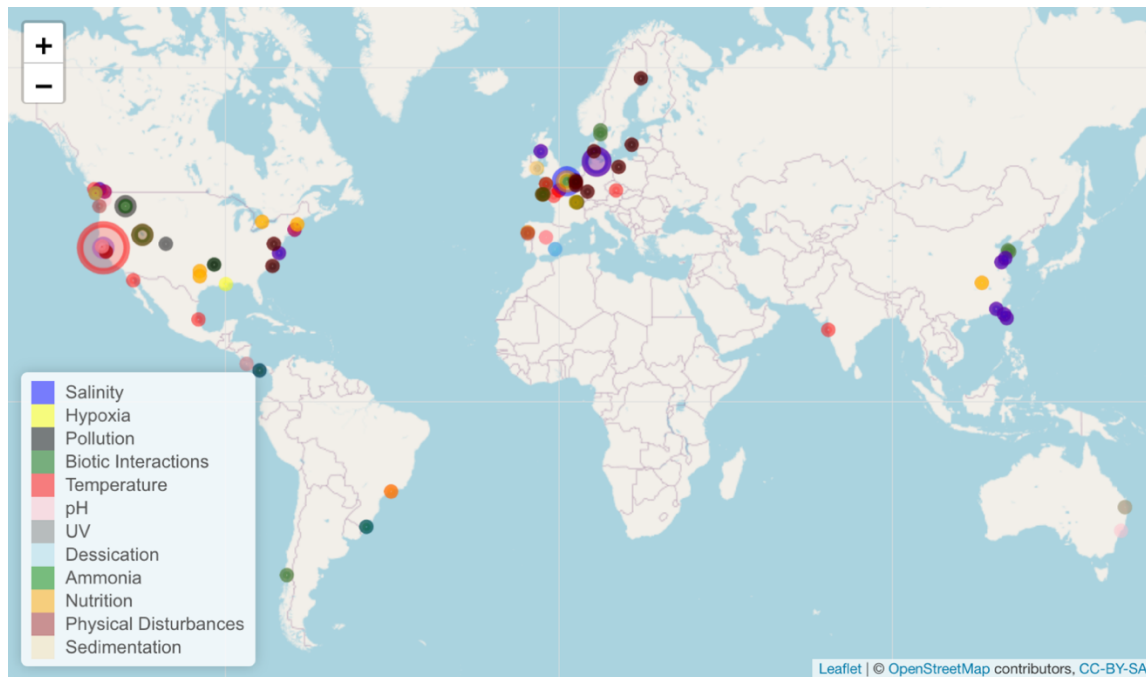 +
−
Salinity
Hypoxia
Pollution
Biotic Interactions
Temperature
pH
UV
Dessication
Ammonia
Nutrition
Physical Disturbances
Sedimentation
Leaflet | © OpenStreetMap contributors, CC-BY-SA